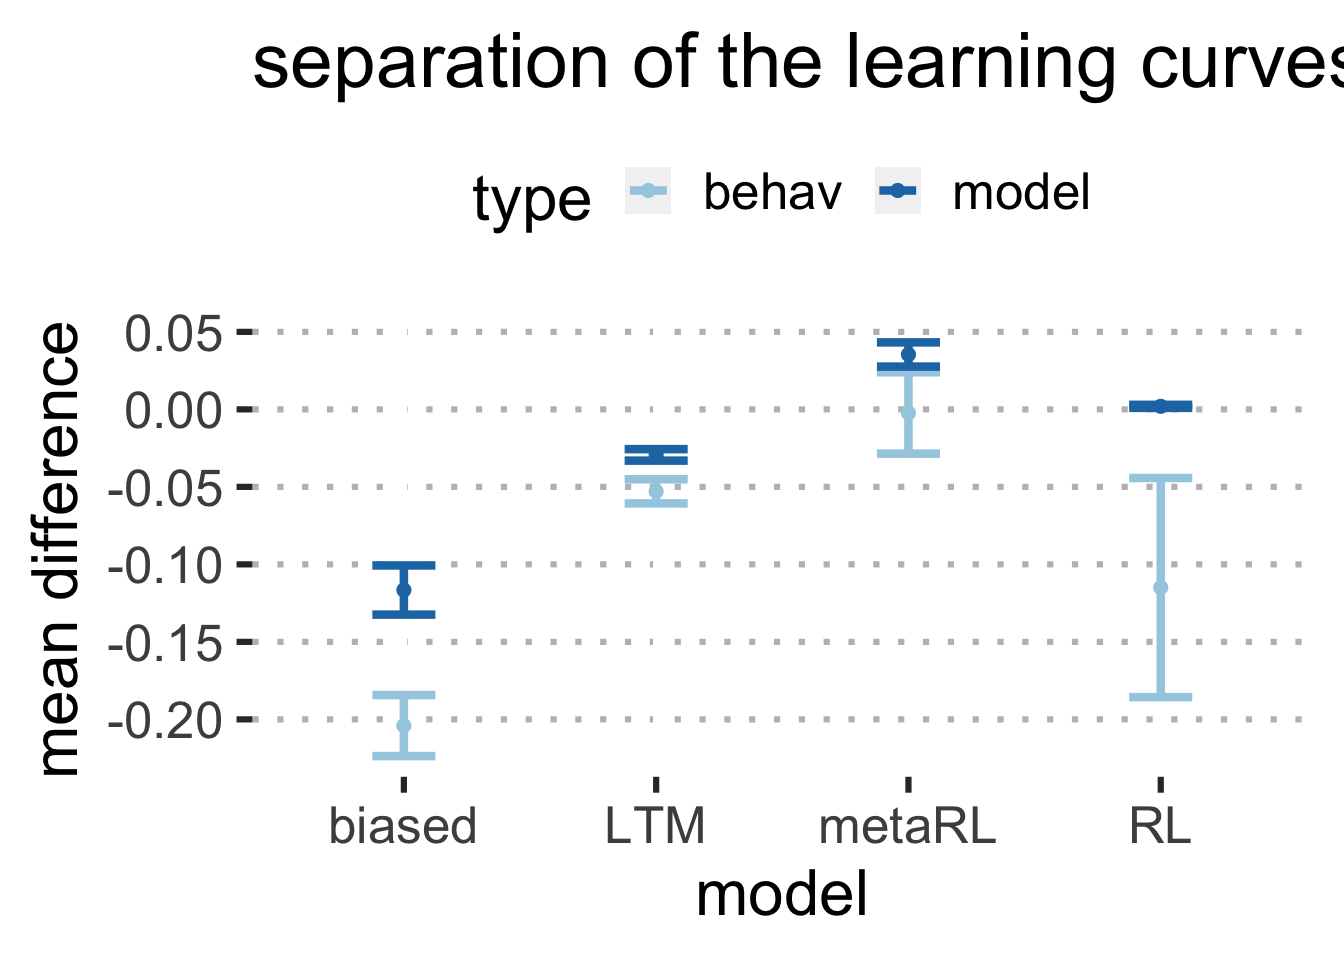 separation of the learning curves
type behav model
mean difference
0.05
0.00
-0.05
-0.10
-0.15
-0.20
biased LTM metaRL RL
model